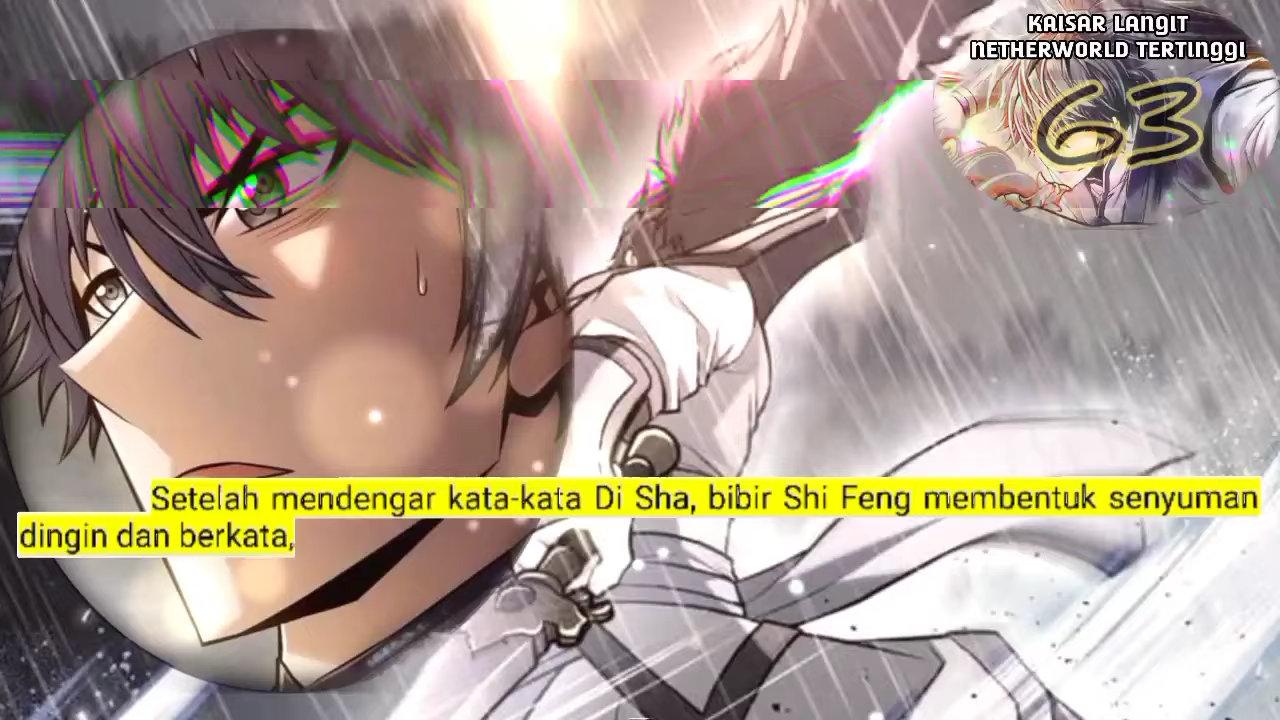 KAISAR LANGIT
NETHERWORLD TERTINGGI
63
Setelah mendengar kata-kata Di Sha, bibir Shi Feng membentuk senyuman
dingin dan berkata,